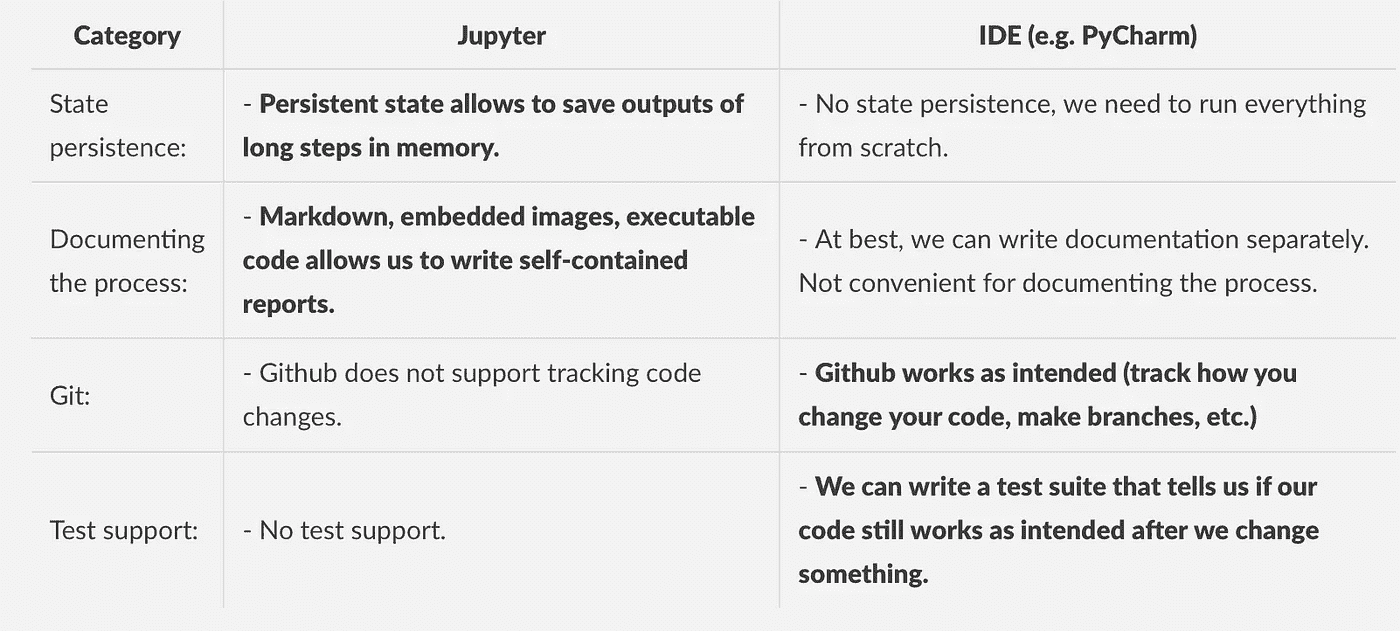 Category
Jupyter
IDE (e.g. PyCharm)
State
persistence:
- Persistent state allows to save outputs of
long steps in memory.
- No state persistence, we need to run everything
from scratch.
Documenting
the process:
- Markdown, embedded images, executable
code allows us to write self-contained
reports.
- At best, we can write documentation separately.
Not convenient for documenting the process.
Git:
- Github does not support tracking code
changes.
- Github works as intended (track how you
change your code, make branches, etc.)
Test support:
- No test support.
- We can write a test suite that tells us if our
code still works as intended after we change
something.